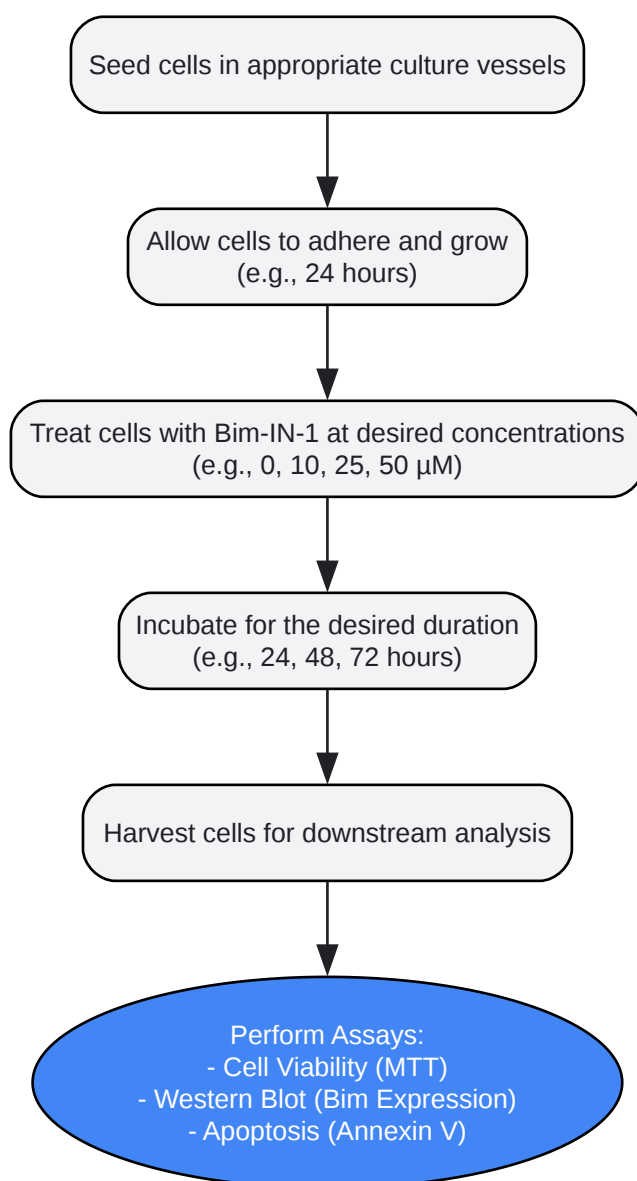 Seed cells in appropriate culture vessels
Allow cells to adhere and grow
(e.g., 24 hours)
Treat cells with Bim-IN-1 at desired concentrations
(e.g., 0, 10, 25, 50 µM)
Incubate for the desired duration
(e.g., 24, 48, 72 hours)
Harvest cells for downstream analysis
Perform Assays:
- Cell Viability (MTT)
- Western Blot (Bim Expression)
- Apoptosis (Annexin V)